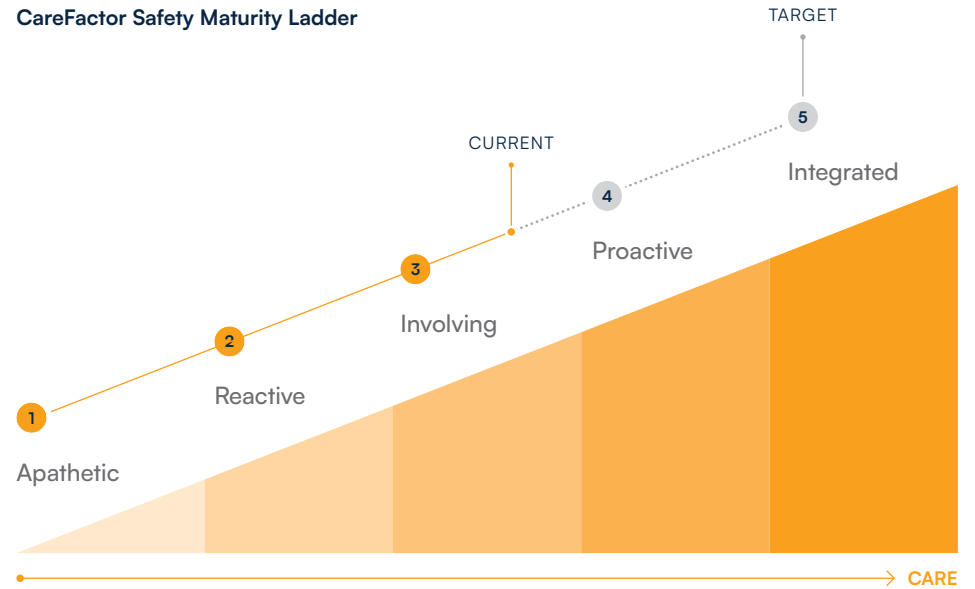 CareFactor Safety Maturity Ladder
TARGET
5
CURRENT
Integrated
4
Proactive
3
Involving
2
Reactive
1
Apathetic
CARE